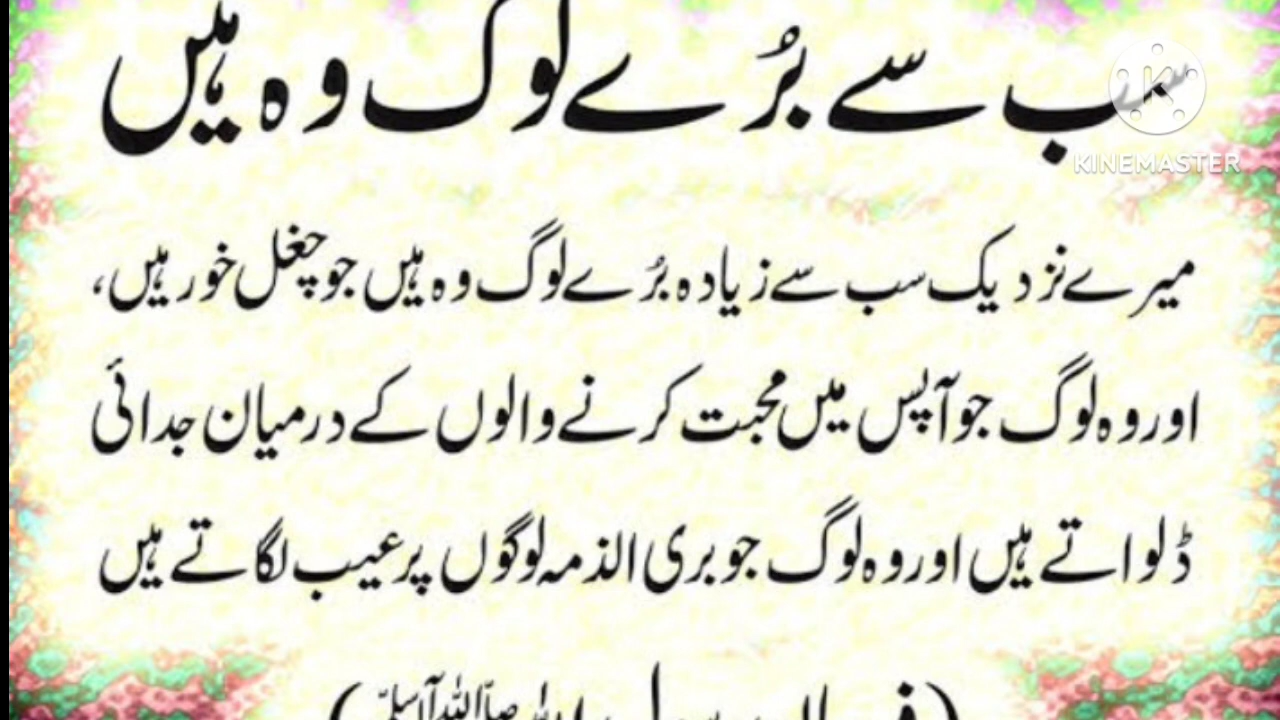 سب سے بُرے لوگ وہ ہیں
KINEMASTER
میرے نزدیک سب سے زیادہ بُرے لوگ وہ ہیں جو چغل خور ہیں،
اور وہ لوگ جو آپس میں محبت کرنے والوں کے درمیان جدائی
ڈلواتے ہیں اور وہ لوگ جو بری الذمہ لوگوں پر عیب لگاتے ہیں